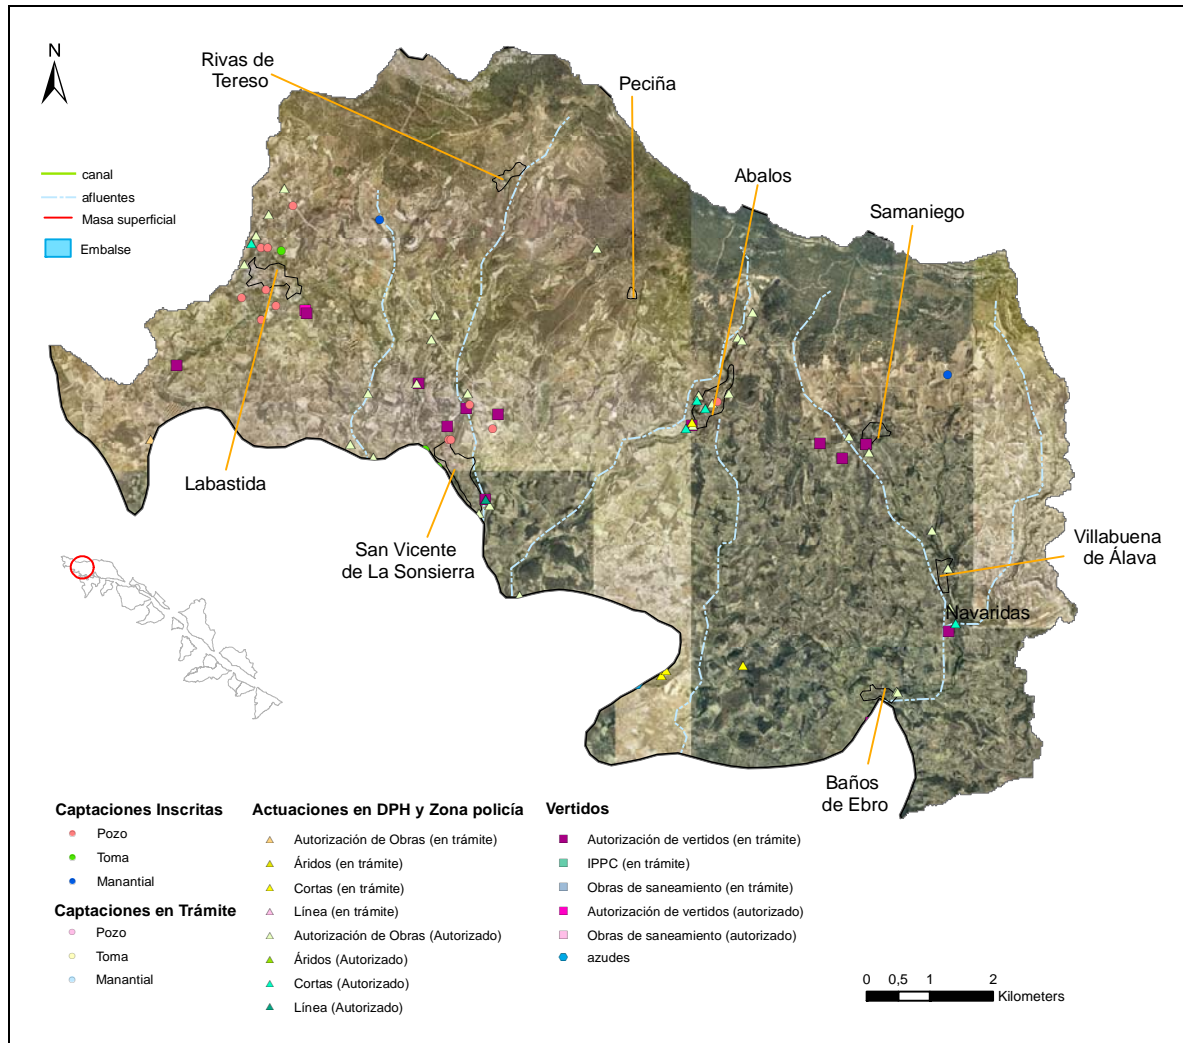 N
Rivas de
Tereso
Peciña
Abalos
Samaniego
canal
afluentes
Masa superficial
Embalse
Labastida
San Vicente
de La Sonsierra
Villabuena
de Álava
Navaridas
Baños
de Ebro
Captaciones Inscritas
Pozo
Toma
Manantial
Captaciones en Trámite
Pozo
Toma
Manantial
Actuaciones en DPH y Zona policía
Autorización de Obras (en trámite)
Áridos (en trámite)
Cortas (en trámite)
Línea (en trámite)
Autorización de Obras (Autorizado)
Áridos (Autorizado)
Cortas (Autorizado)
Línea (Autorizado)
Vertidos
Autorización de vertidos (en trámite)
IPPC (en trámite)
Obras de saneamiento (en trámite)
Autorización de vertidos (autorizado)
Obras de saneamiento (autorizado)
azudes
0 0,5 1 2
Kilometers